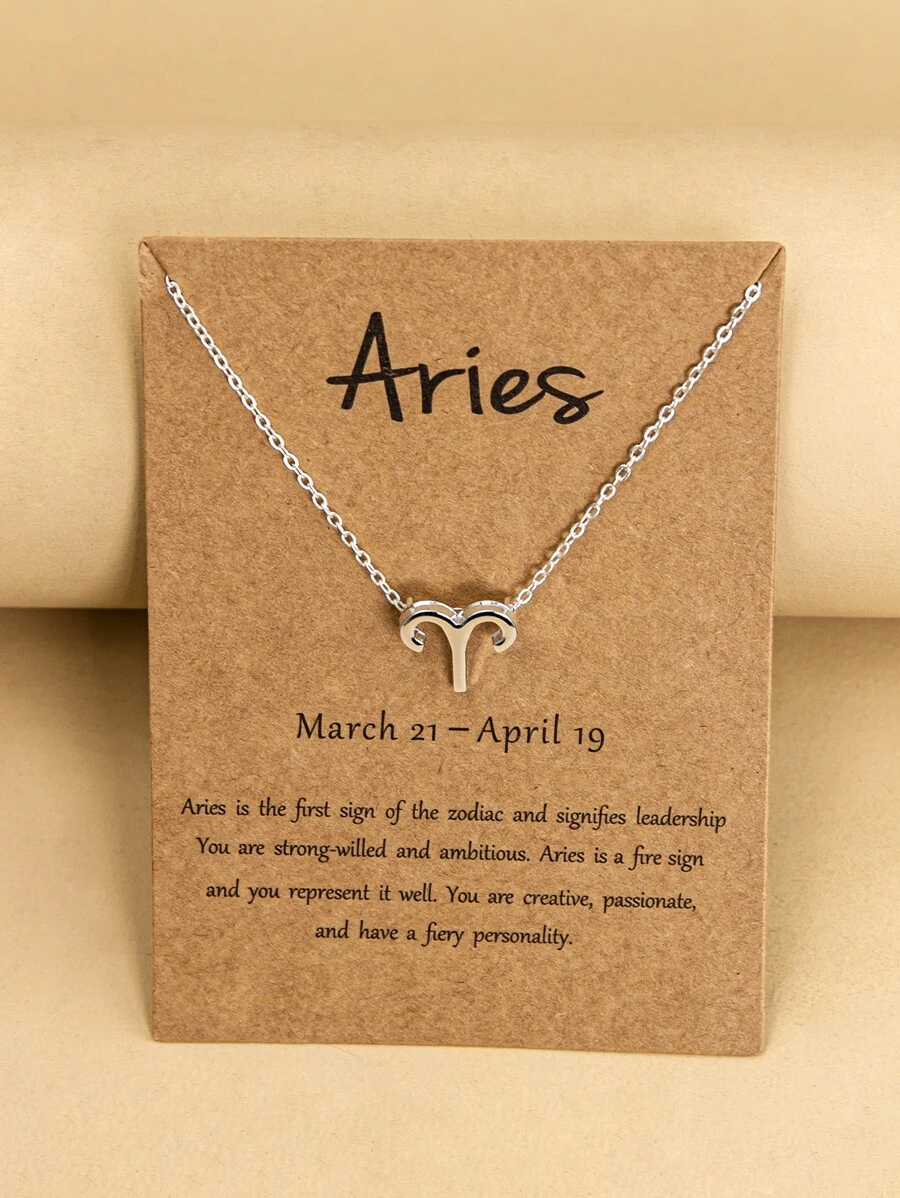 Aries
March 21 – April 19
Aries is the first sign of the zodiac and signifies leadership
You are strong-willed and ambitious. Aries is a fire sign
and you represent it well. You are creative, passionate,
and have a fiery personality.